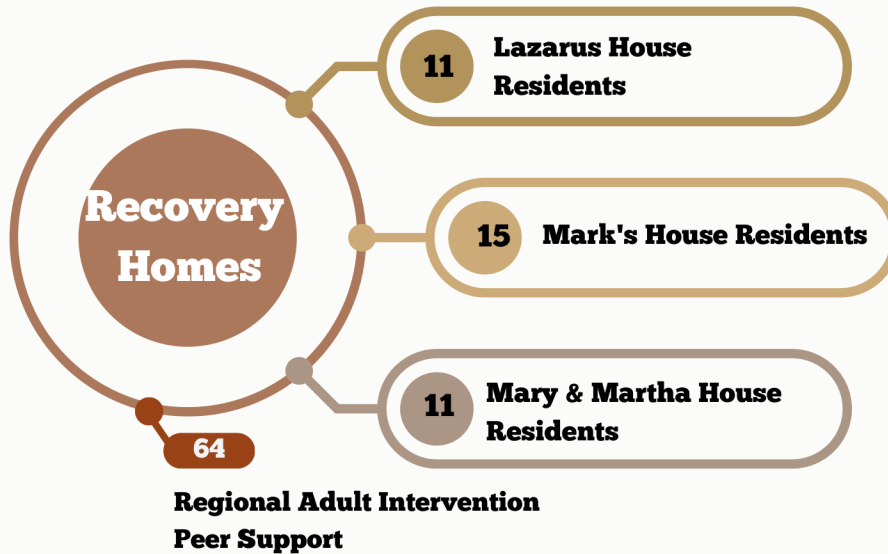 Recovery
Homes
11
Lazarus House
Residents
15
Mark's House Residents
11
Mary & Martha House
Residents
64
Regional Adult Intervention
Peer Support